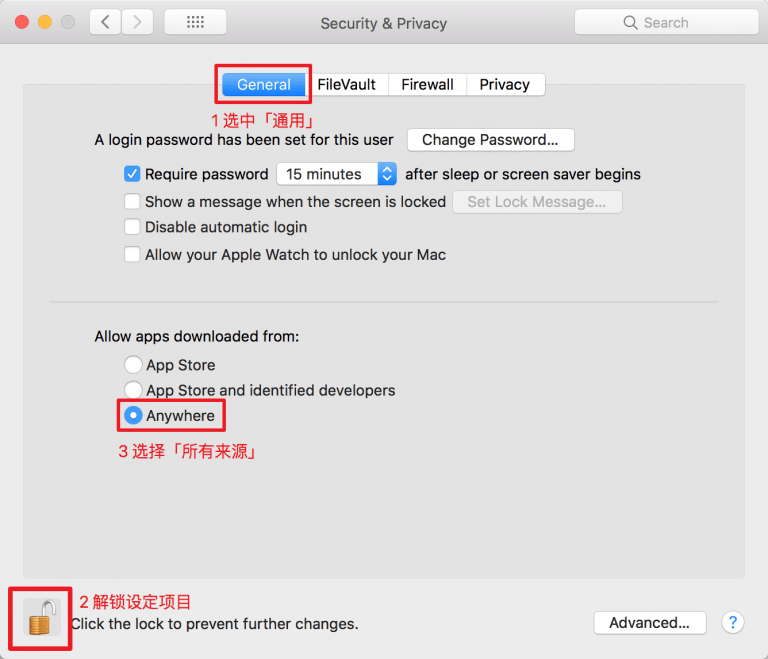 Security & Privacy
Search
General
FileVault
Firewall
Privacy
1 选中「通用」
A login password has been set for this user
Change Password...
Require password
15 minutes
after sleep or screen saver begins
Show a message when the screen is locked
Set Lock Message...
Disable automatic login
Allow your Apple Watch to unlock your Mac
Allow apps downloaded from:
App Store
App Store and identified developers
Anywhere
3 选择「所有来源」
2 解锁设定项目
Click the lock to prevent further changes.
Advanced...
?